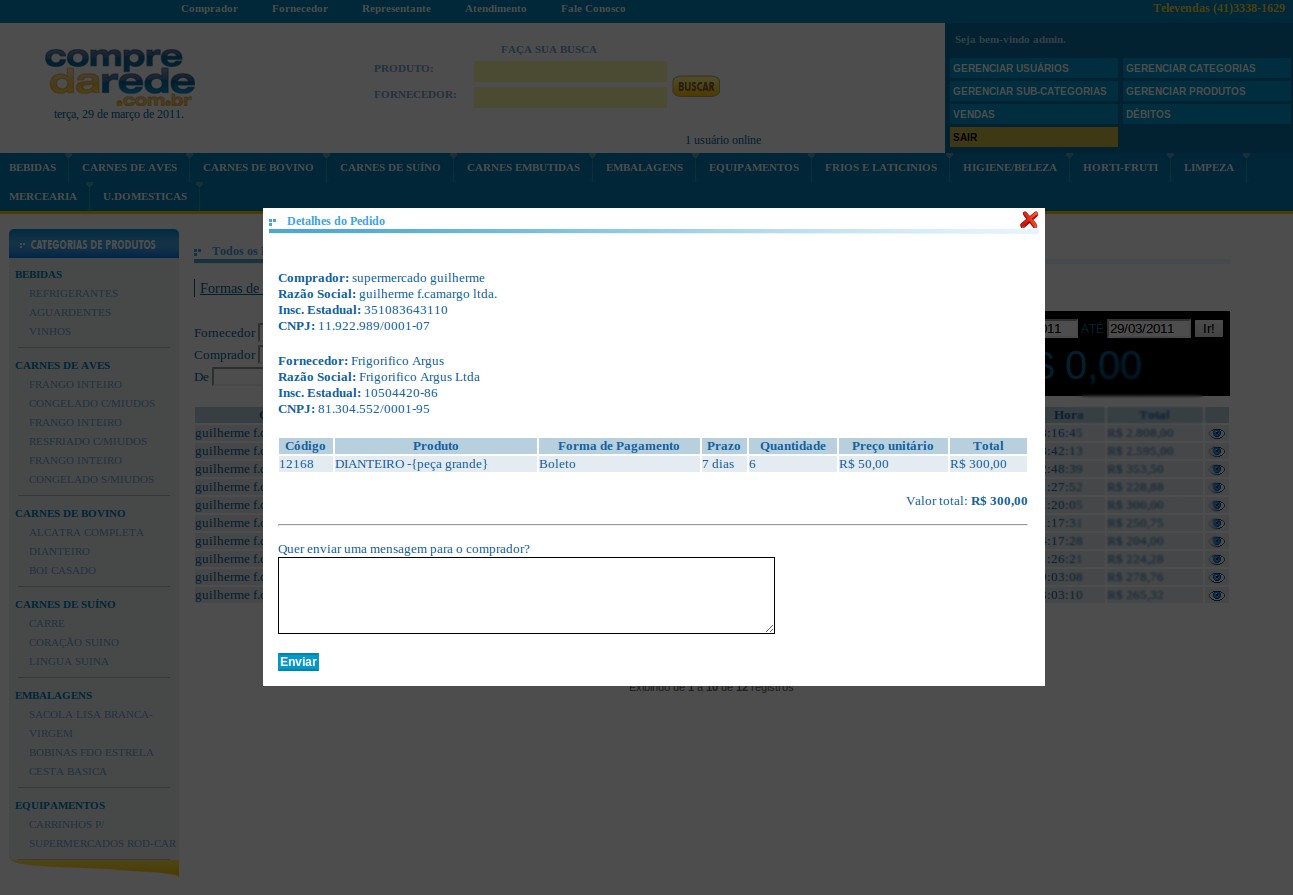 Comprador Fornecedor Representante Atendimento Fale Conosco Televendas (41)3338-1629
compre
darede
.com.br
terça, 29 de março de 2011.
FAÇA SUA BUSCA
PRODUTO:
FORNECEDOR:
BUSCAR
1 usuário online
Seja bem-vindo admin.
GERENCIAR USUÁRIOS GERENCIAR CATEGORIAS
GERENCIAR SUB-CATEGORIAS GERENCIAR PRODUTOS
VENDAS DÉBITOS
SAIR
BEBIDAS CARNES DE AVES CARNES DE BOVINO CARNES DE SUÍNO CARNES EMBUTIDAS EMBALAGENS EQUIPAMENTOS FRIOS E LATICINIOS HIGIENE/BELEZA HORTI-FRUTI LIMPEZA
MERCEARIA U.DOMESTICAS
CATEGORIAS DE PRODUTOS
BEBIDAS
REFRIGERANTES
AGUARDENTES
VINHOS
CARNES DE AVES
FRANGO INTEIRO
CONGELADO C/MIUDOS
FRANGO INTEIRO
RESFRIADO C/MIUDOS
FRANGO INTEIRO
CONGELADO S/MIUDOS
CARNES DE BOVINO
ALCATRA COMPLETA
DIANTEIRO
BOI CASADO
CARNES DE SUÍNO
CARRE
CORAÇÃO SUINO
LINGUA SUINA
EMBALAGENS
SACOLA LISA BRANCA-
VIRGEM
BOBINAS FDO ESTRELA
CESTA BASICA
EQUIPAMENTOS
CARRINHOS P/
SUPERMERCADOS ROD-CAR
Todos os
Formas de
Fornecedor
Comprador
De
011 ATÉ 29/03/2011 Ir!
$ 0,00
Hora Total
guilherme f.c :16:45 R$ 2.808,00
guilherme f.c :42:13 R$ 2.595,00
guilherme f.c :48:39 R$ 353,50
guilherme f.c :27:52 R$ 228,88
guilherme f.c :20:05 R$ 300,00
guilherme f.c :17:31 R$ 250,75
guilherme f.c :17:28 R$ 204,00
guilherme f.c :26:21 R$ 224,28
guilherme f.c :03:08 R$ 278,76
guilherme f.c :03:10 R$ 265,32
Detalhes do Pedido
Comprador: supermercado guilherme
Razão Social: guilherme f.camargo ltda.
Insc. Estadual: 351083643110
CNPJ: 11.922.989/0001-07
Fornecedor: Frigorifico Argus
Razão Social: Frigorifico Argus Ltda
Insc. Estadual: 10504420-86
CNPJ: 81.304.552/0001-95
Código Produto Forma de Pagamento Prazo Quantidade Preço unitário Total
12168 DIANTEIRO -{peça grande} Boleto 7 dias 6 R$ 50,00 R$ 300,00
Valor total: R$ 300,00
Quer enviar uma mensagem para o comprador?
Enviar
Exibindo de 1 a 10 de 12 registros